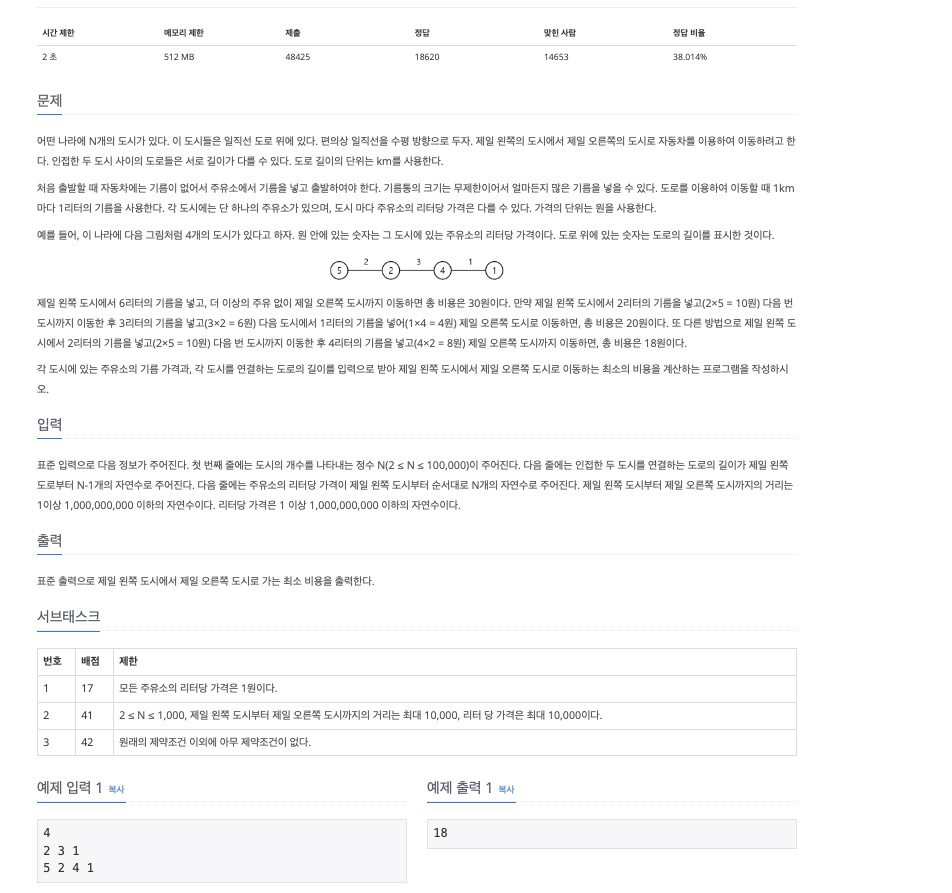 시간 제한 메모리 제한 제출 정답 맞힌 사람 정답 비율
2 초 512 MB 48425 18620 14653 38.014%
문제
어떤 나라에 N개의 도시가 있다. 이 도시들은 일직선 도로 위에 있다. 편의상 일직선을 수평 방향으로 두자. 제일 왼쪽의 도시에서 제일 오른쪽의 도시로 자동차를 이용하여 이동하려고 한
다. 인접한 두 도시 사이의 도로들은 서로 길이가 다를 수 있다. 도로 길이의 단위는 km를 사용한다.
처음 출발할 때 자동차에는 기름이 없어서 주유소에서 기름을 넣고 출발하여야 한다. 기름통의 크기는 무제한이어서 얼마든지 많은 기름을 넣을 수 있다. 도로를 이용하여 이동할 때 1km
마다 1리터의 기름을 사용한다. 각 도시에는 단 하나의 주유소가 있으며, 도시 마다 주유소의 리터당 가격은 다를 수 있다. 가격의 단위는 원을 사용한다.
예를 들어, 이 나라에 다음 그림처럼 4개의 도시가 있다고 하자. 원 안에 있는 숫자는 그 도시에 있는 주유소의 리터당 가격이다. 도로 위에 있는 숫자는 도로의 길이를 표시한 것이다.
2 3 1
5 2 4 1
제일 왼쪽 도시에서 6리터의 기름을 넣고, 더 이상의 주유 없이 제일 오른쪽 도시까지 이동하면 총 비용은 30원이다. 만약 제일 왼쪽 도시에서 2리터의 기름을 넣고(2×5 = 10원) 다음 번
도시까지 이동한 후 3리터의 기름을 넣고(3×2 = 6원) 다음 도시에서 1리터의 기름을 넣어(1×4 = 4원) 제일 오른쪽 도시로 이동하면, 총 비용은 20원이다. 또 다른 방법으로 제일 왼쪽 도
시에서 2리터의 기름을 넣고(2×5 = 10원) 다음 번 도시까지 이동한 후 4리터의 기름을 넣고(4×2 = 8원) 제일 오른쪽 도시까지 이동하면, 총 비용은 18원이다.
각 도시에 있는 주유소의 기름 가격과, 각 도시를 연결하는 도로의 길이를 입력으로 받아 제일 왼쪽 도시에서 제일 오른쪽 도시로 이동하는 최소의 비용을 계산하는 프로그램을 작성하시
오.
입력
표준 입력으로 다음 정보가 주어진다. 첫 번째 줄에는 도시의 개수를 나타내는 정수 N(2 ≤ N ≤ 100,000)이 주어진다. 다음 줄에는 인접한 두 도시를 연결하는 도로의 길이가 제일 왼쪽
도로부터 N-1개의 자연수로 주어진다. 다음 줄에는 주유소의 리터당 가격이 제일 왼쪽 도시부터 순서대로 N개의 자연수로 주어진다. 제일 왼쪽 도시부터 제일 오른쪽 도시까지의 거리는
1이상 1,000,000,000 이하의 자연수이다. 리터당 가격은 1 이상 1,000,000,000 이하의 자연수이다.
출력
표준 출력으로 제일 왼쪽 도시에서 제일 오른쪽 도시로 가는 최소 비용을 출력한다.
서브태스크
번호 배점 제한
1 17 모든 주유소의 리터당 가격은 1원이다.
2 41 2 ≤ N ≤ 1,000, 제일 왼쪽 도시부터 제일 오른쪽 도시까지의 거리는 최대 10,000, 리터 당 가격은 최대 10,000이다.
3 42 원래의 제약조건 이외에 아무 제약조건이 없다.
예제 입력 1 복사
4
2 3 1
5 2 4 1
예제 출력 1 복사
18